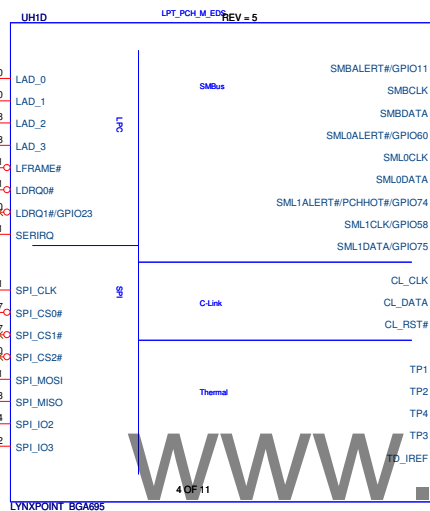 UH1D
LPT_PCH_M_EDS
REV = 5
LAD_0
LAD_1
LAD_2
LAD_3
LFRAME#
LDRQ0#
LDRQ1#/GPIO23
SERIRQ
LPC
SPI_CLK
SPI_CS0#
SPI_CS1#
SPI_CS2#
SPI_MOSI
SPI_MISO
SPI_IO2
SPI_IO3
SPI
SMBus
SMBALERT#/GPIO11
SMBCLK
SMBDATA
SML0ALERT#/GPIO60
SML0CLK
SML0DATA
SML1ALERT#/PCHHOT#/GPIO74
SML1CLK/GPIO58
SML1DATA/GPIO75
C-Link
CL_CLK
CL_DATA
CL_RST#
Thermal
TP1
TP2
TP4
TP3
TD_IREF
www.
4 OF 11
LYNXPOINT_BGA695